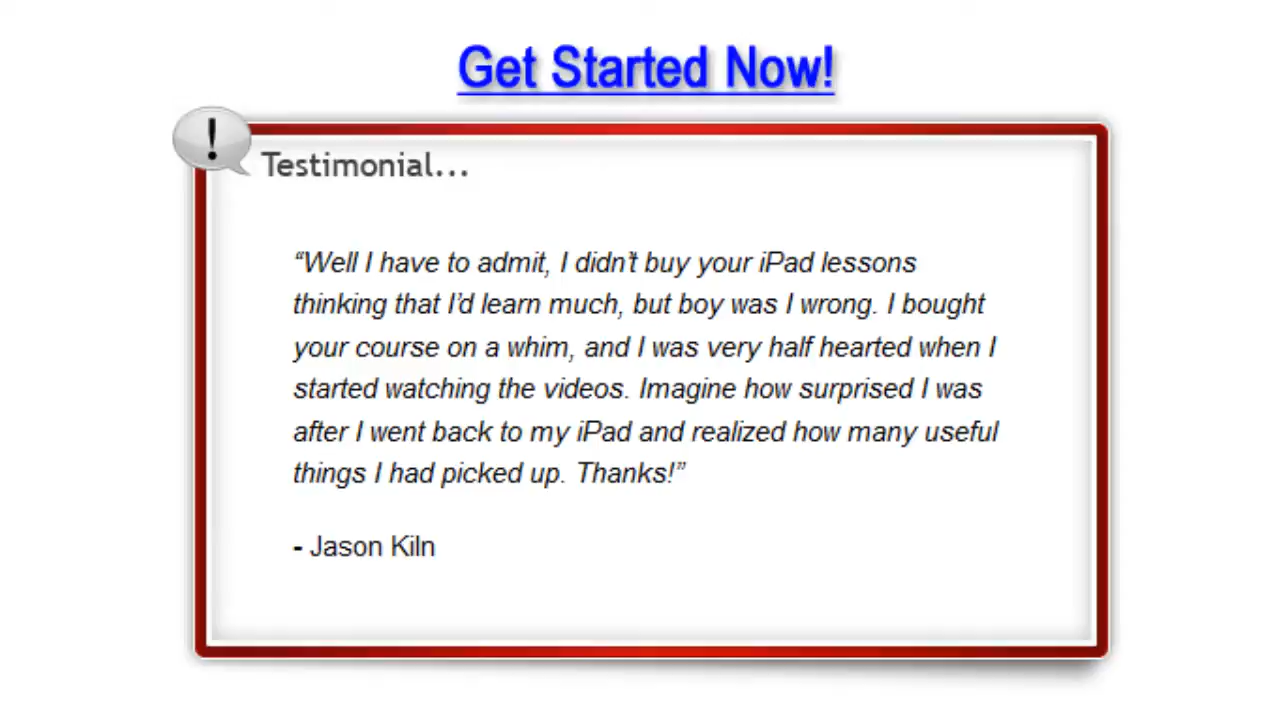 Get Started Now!
!
Testimonial...
“Well I have to admit, I didn’t buy your iPad lessons
thinking that I’d learn much, but boy was I wrong. I bought
your course on a whim, and I was very half hearted when I
started watching the videos. Imagine how surprised I was
after I went back to my iPad and realized how many useful
things I had picked up. Thanks!”
- Jason Kiln